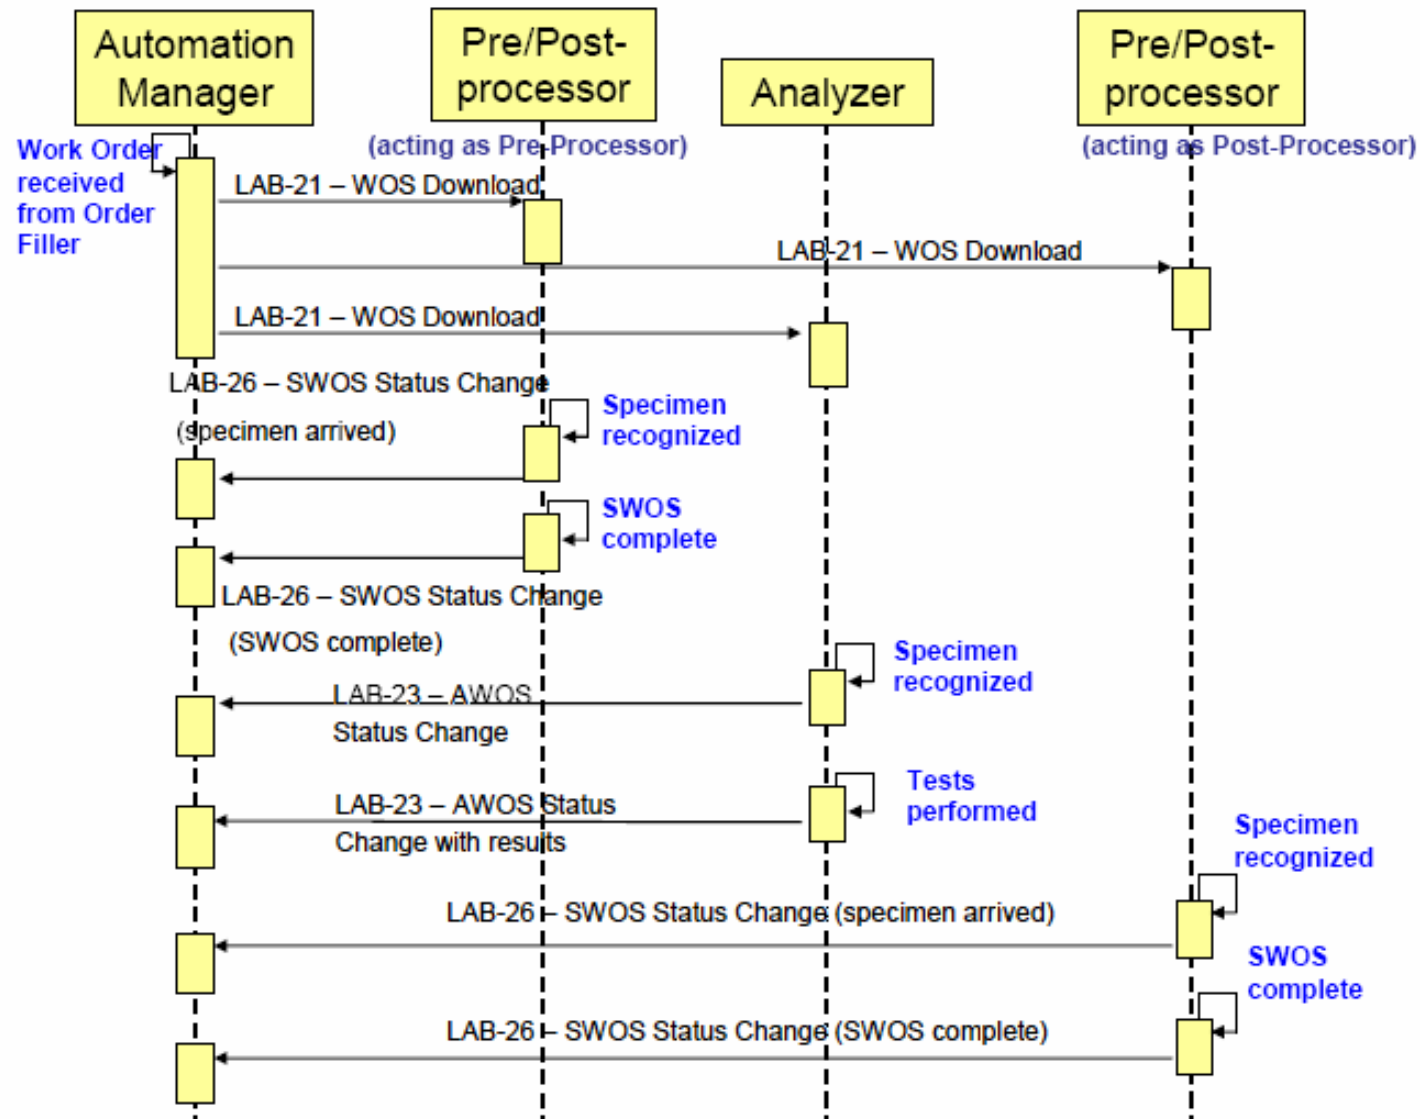 Automation
Manager
Pre/Post-
processor
Analyzer
Pre/Post-
processor
(acting as Pre-Processor)
(acting as Post-Processor)
Work Order
received
from Order
Filler
LAB-21 – WOS Download
LAB-21 – WOS Download
LAB-21 – WOS Download
LAB-26 – SWOS Status Change
(specimen arrived)
Specimen
recognized
SWOS
complete
LAB-26 – SWOS Status Change
(SWOS complete)
Specimen
recognized
LAB-23 – AWOS
Status Change
Tests
performed
LAB-23 – AWOS Status
Change with results
Specimen
recognized
LAB-26 – SWOS Status Change (specimen arrived)
SWOS
complete
LAB-26 – SWOS Status Change (SWOS complete)